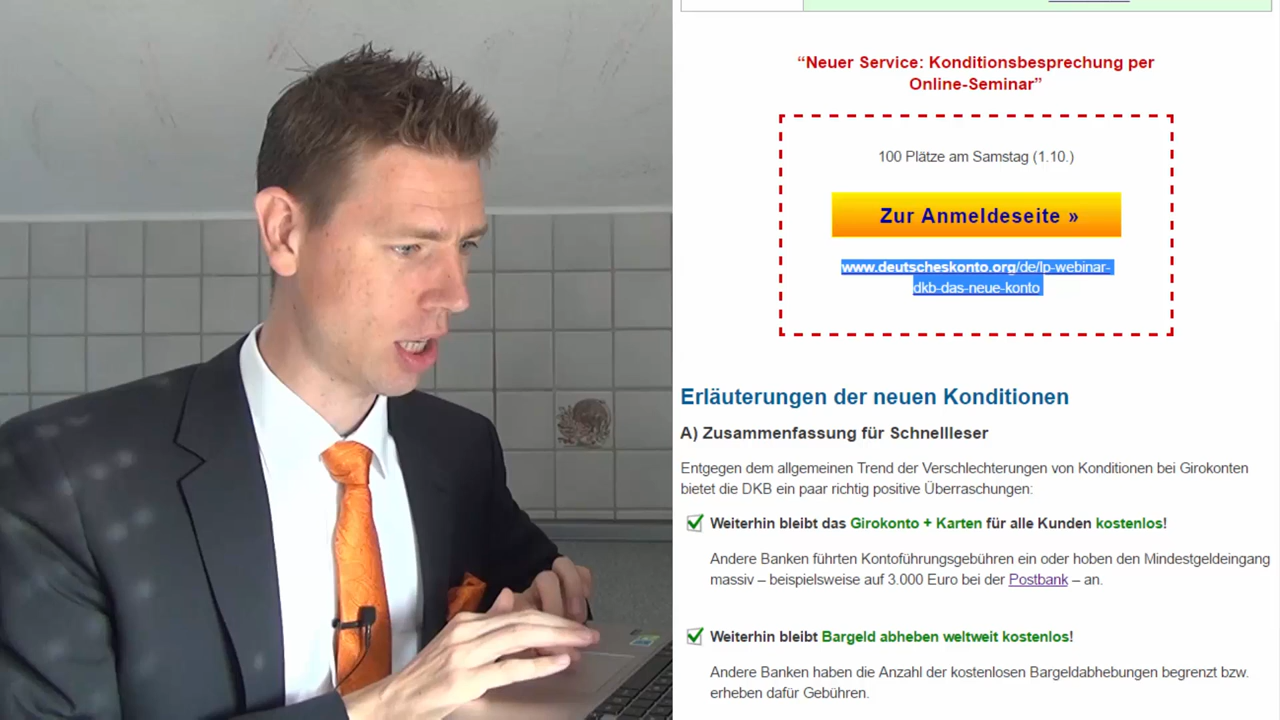 “Neuer Service: Konditionsbesprechung per
Online-Seminar”
100 Plätze am Samstag (1.10.)
Zur Anmeldeseite »
www.deutscheskonto.org/de/lp-webinar-
dkb-das-neue-konto
Erläuterungen der neuen Konditionen
A) Zusammenfassung für Schnellleser
Entgegen dem allgemeinen Trend der Verschlechterungen von Konditionen bei Girokonten
bietet die DKB ein paar richtig positive Überraschungen:
Weiterhin bleibt das Girokonto + Karten für alle Kunden kostenlos!
Andere Banken führten Kontoführungsgebühren ein oder hoben den Mindestgeldeingang
massiv – beispielsweise auf 3.000 Euro bei der Postbank – an.
Weiterhin bleibt Bargeld abheben weltweit kostenlos!
Andere Banken haben die Anzahl der kostenlosen Bargeldabhebungen begrenzt bzw.
erheben dafür Gebühren.